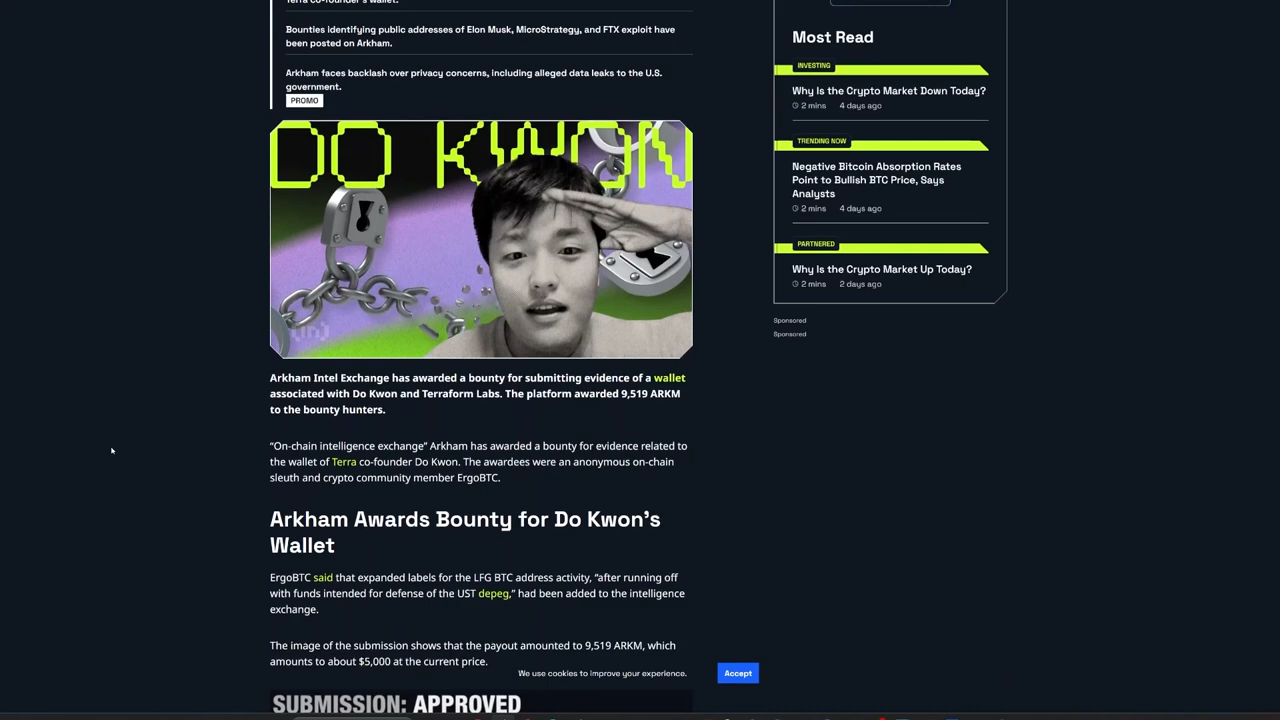 Terra co-founder's wallet.
Bounties identifying public addresses of Elon Musk, MicroStrategy, and FTX exploit have
been posted on Arkham.
Arkham faces backlash over privacy concerns, including alleged data leaks to the U.S.
government.
PROMO
DO KWON
Arkham Intel Exchange has awarded a bounty for submitting evidence of a wallet
associated with Do Kwon and Terraform Labs. The platform awarded 9,519 ARKM
to the bounty hunters.
“On-chain intelligence exchange” Arkham has awarded a bounty for evidence related to
the wallet of Terra co-founder Do Kwon. The awardees were an anonymous on-chain
sleuth and crypto community member ErgoBTC.
Arkham Awards Bounty for Do Kwon's
Wallet
ErgoBTC said that expanded labels for the LFG BTC address activity, “after running off
with funds intended for defense of the UST depeg,” had been added to the intelligence
exchange.
The image of the submission shows that the payout amounted to 9,519 ARKM, which
amounts to about $5,000 at the current price.
SUBMISSION: APPROVED
We use cookies to improve your experience.
Accept
Most Read
INVESTING
Why Is the Crypto Market Down Today?
2 mins 4 days ago
TRENDING NOW
Negative Bitcoin Absorption Rates
Point to Bullish BTC Price, Says
Analysts
2 mins 4 days ago
PARTNERED
Why Is the Crypto Market Up Today?
2 mins 2 days ago
Sponsored
Sponsored